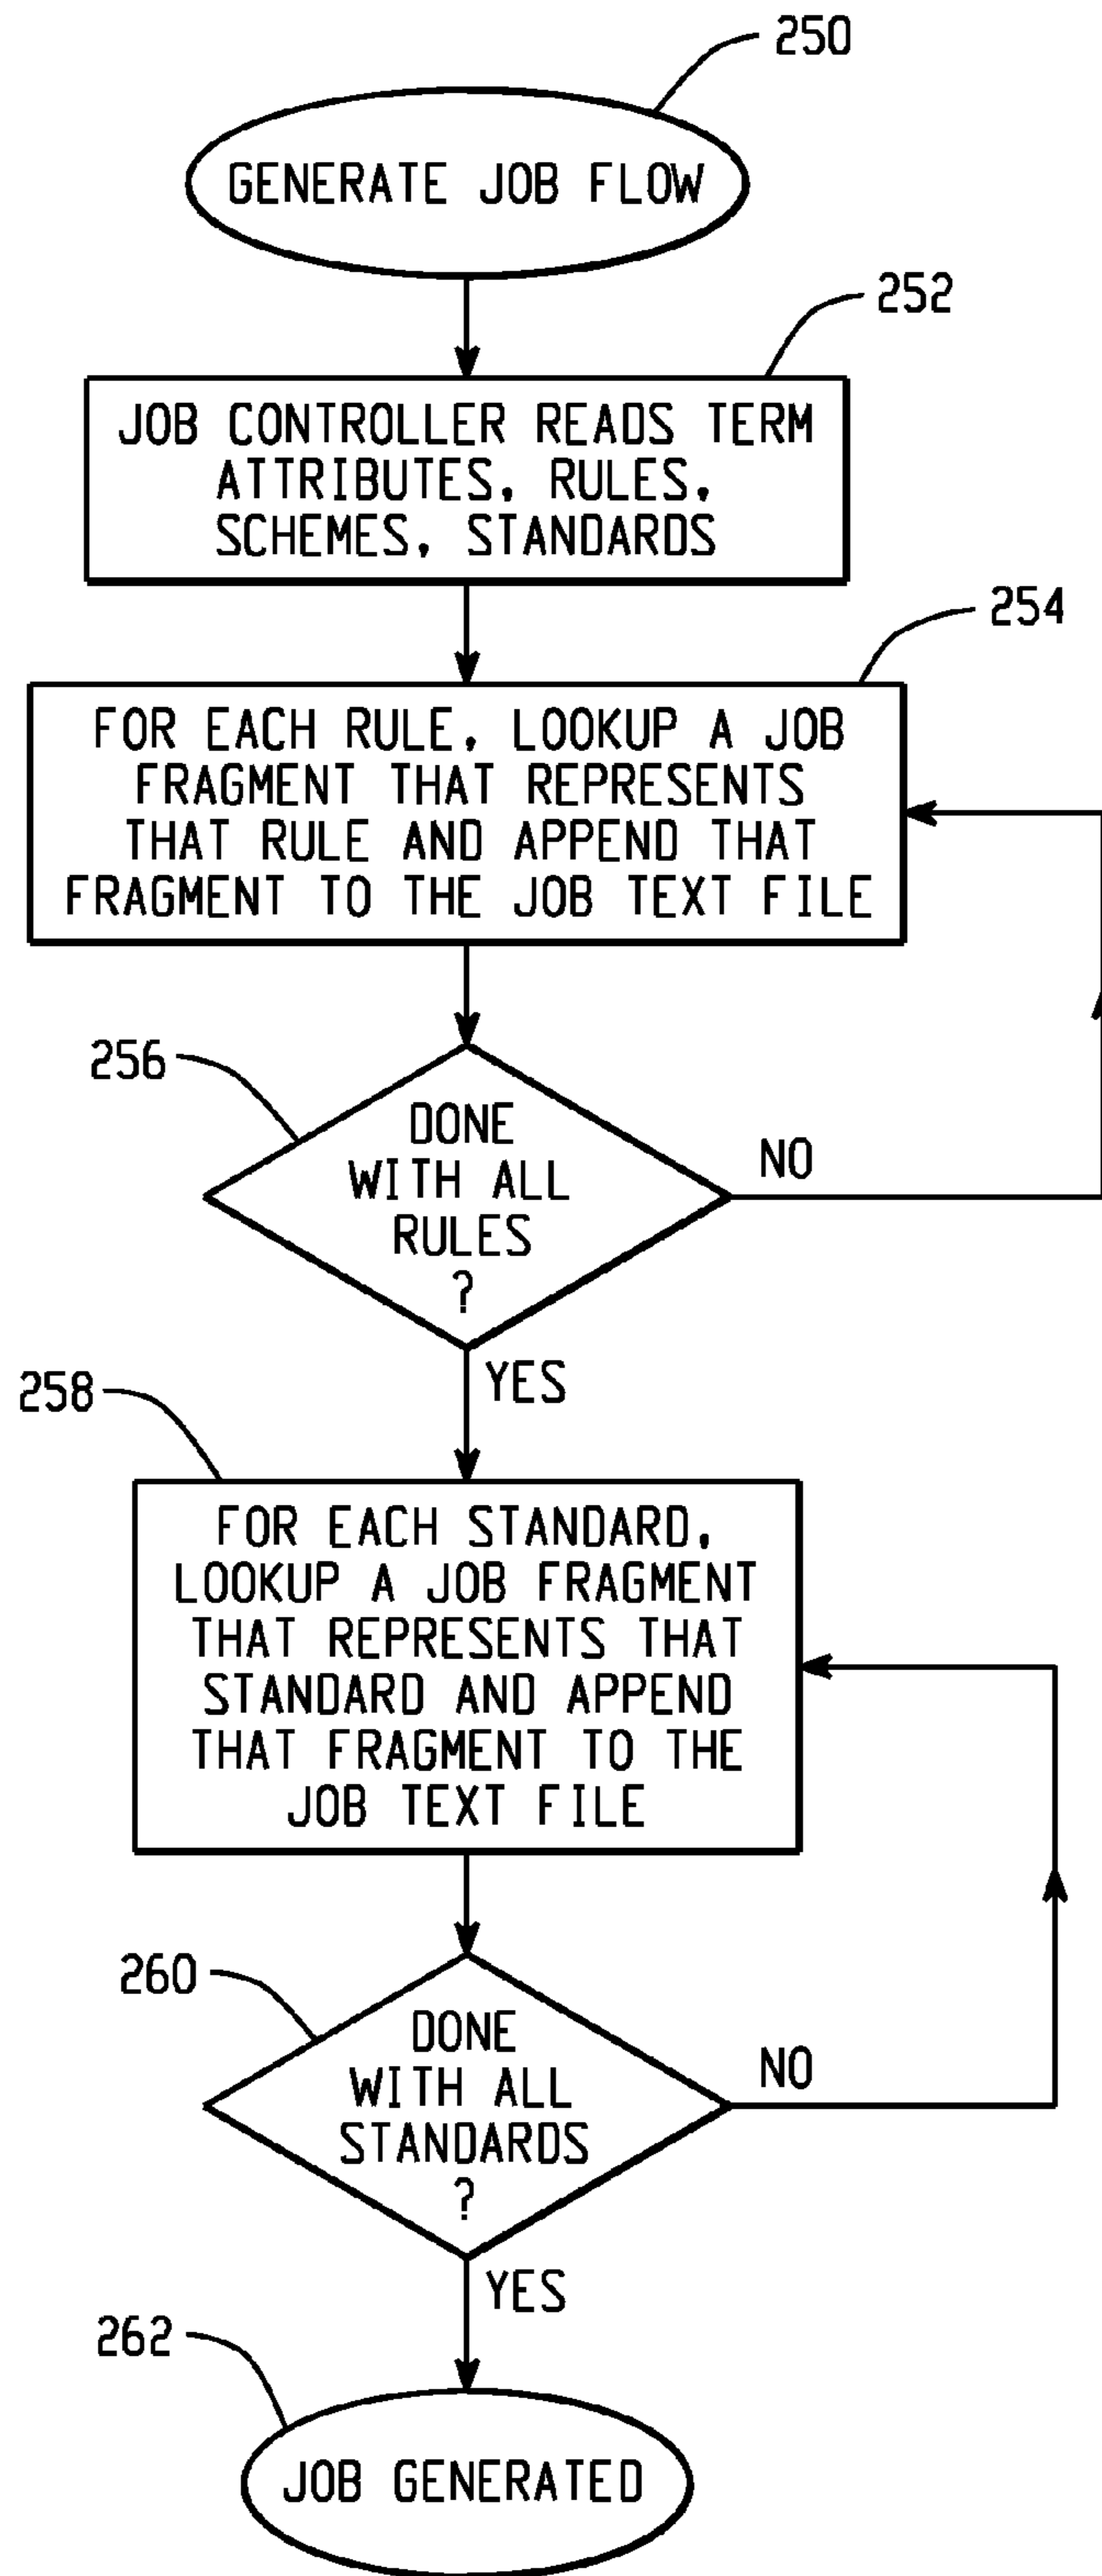 250
GENERATE JOB FLOW
252
JOB CONTROLLER READS TERM
ATTRIBUTES, RULES,
SCHEMES, STANDARDS
254
FOR EACH RULE, LOOKUP A JOB
FRAGMENT THAT REPRESENTS
THAT RULE AND APPEND THAT
FRAGMENT TO THE JOB TEXT FILE
256
DONE
WITH ALL
RULES
?
NO
YES
258
FOR EACH STANDARD,
LOOKUP A JOB FRAGMENT
THAT REPRESENTS THAT
STANDARD AND APPEND
THAT FRAGMENT TO THE
JOB TEXT FILE
260
DONE
WITH ALL
STANDARDS
?
NO
YES
262
JOB GENERATED